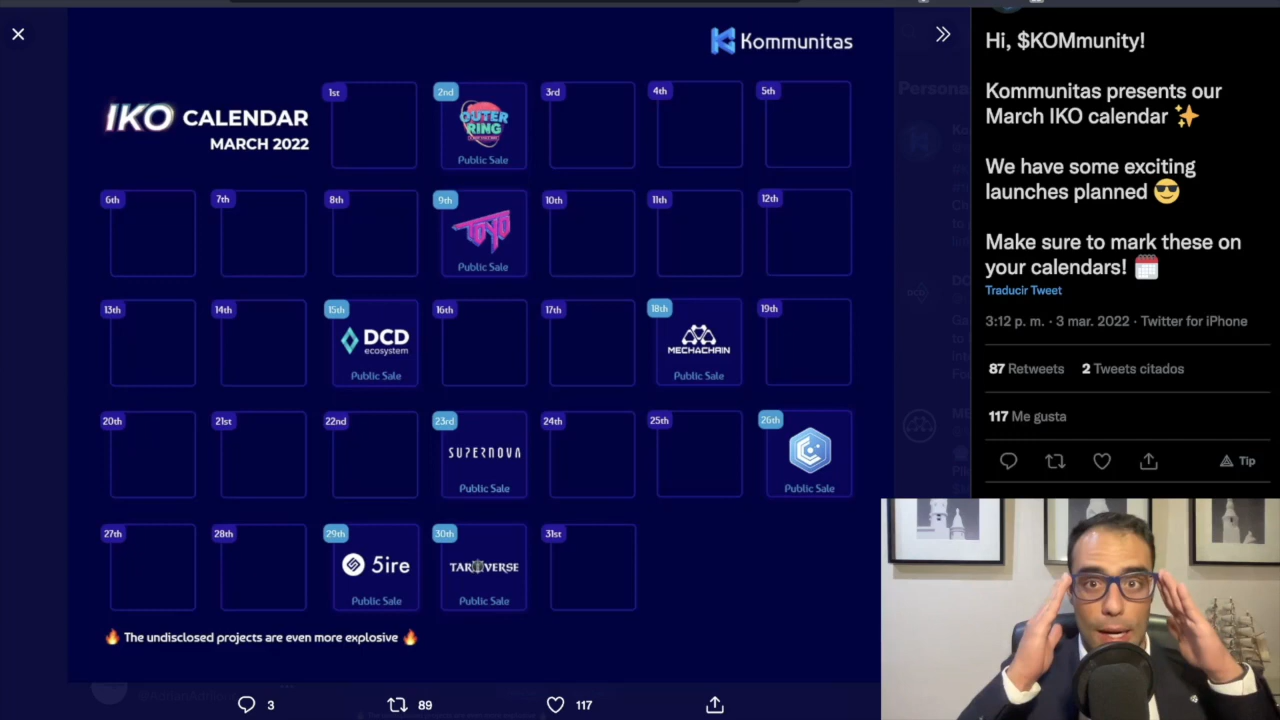 Kommunitas
IKO CALENDAR
MARCH 2022
1st
2nd
OUTER
RING
Public Sale
3rd
4th
5th
6th
7th
8th
9th
TOYO
Public Sale
10th
11th
12th
13th
14th
15th
DCD
ecosystem
Public Sale
16th
17th
18th
MECHACHAIN
Public Sale
19th
20th
21st
22nd
23rd
SUPERNOVA
Public Sale
24th
25th
26th
Public Sale
27th
28th
29th
5ire
Public Sale
30th
Public Sale
31st
🔥 The undisclosed projects are even more explosive 🔥
3
89
117
Hi, $KOMmunity!
Kommunitas presents our
March IKO calendar ✨
We have some exciting
launches planned 😎
Make sure to mark these on
your calendars! 🗓️
Traducir Tweet
3:12 p. m. · 3 mar. 2022 · Twitter for iPhone
87 Retweets 2 Tweets citados
117 Me gusta
Tip
Persona